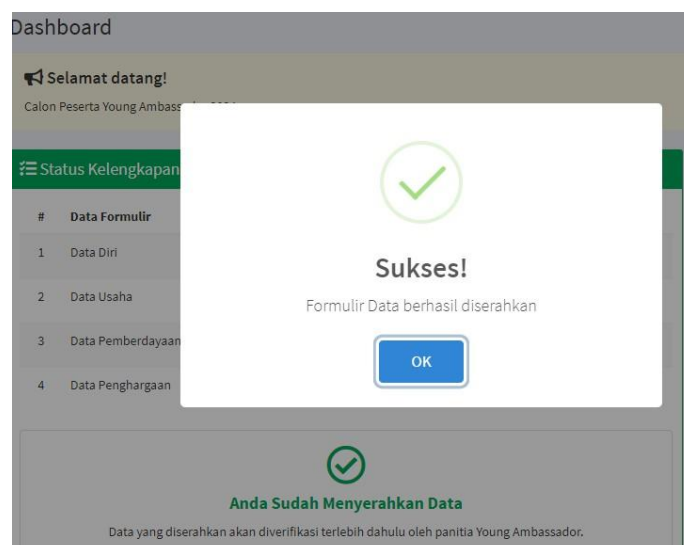 Dashboard
Selamat datang!
Calon Peserta Young
Status Kelengkapan
# Data Formulir
1 Data Diri
2 Data Usaha
3 Data Pemberdayaan
4 Data Penghargaan
Sukses!
Formulir Data berhasil diserahkan
OK
Anda Sudah Menyerahkan Data
Data yang diserahkan akan diverifikasi terlebih dahulu oleh panitia Young Ambassador.